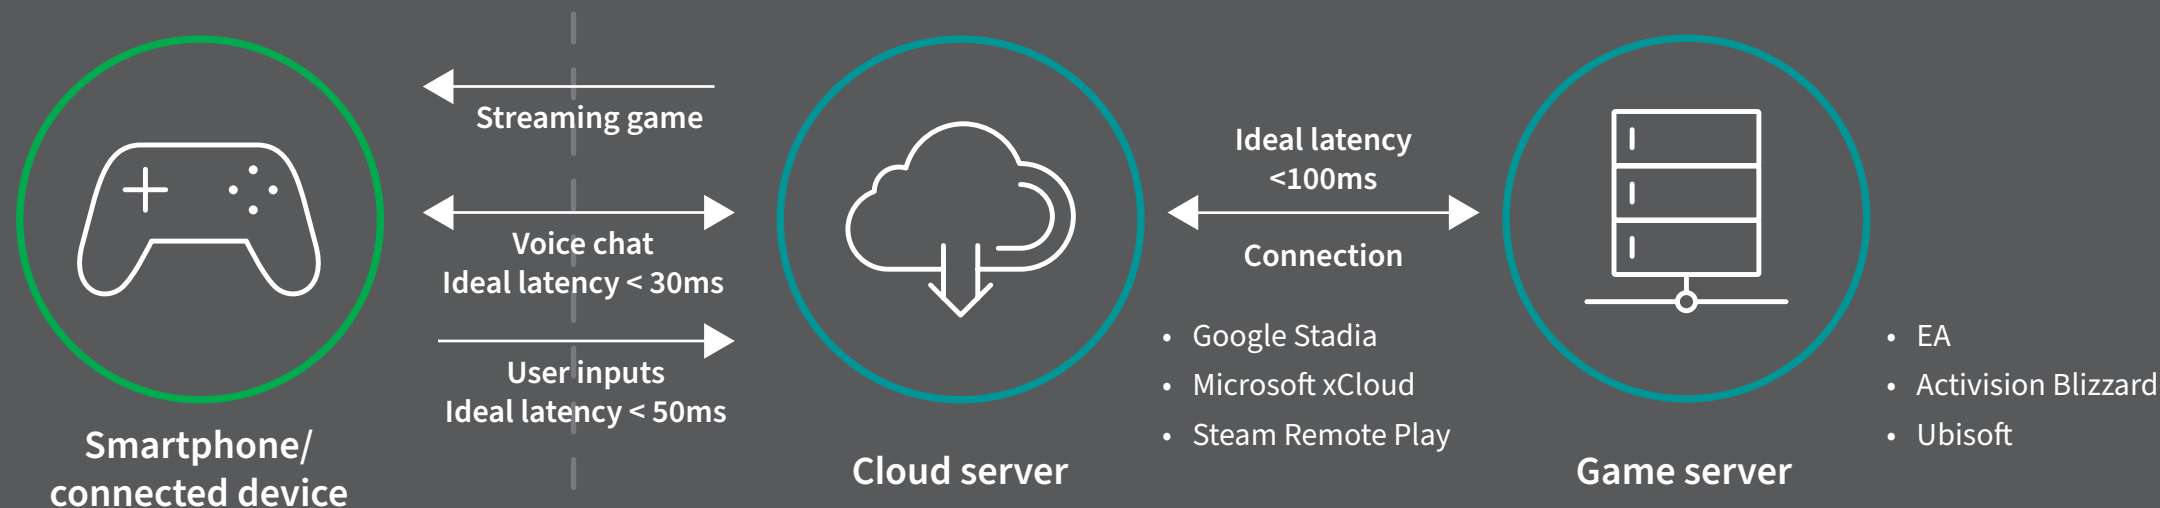 Streaming game
Voice chat
Ideal latency < 30ms
User inputs
Ideal latency < 50ms
Smartphone/
connected device
Ideal latency
<100ms
Connection
• Google Stadia
• Microsoft xCloud
• Steam Remote Play
Cloud server
• EA
• Activision Blizzard
• Ubisoft
Game server